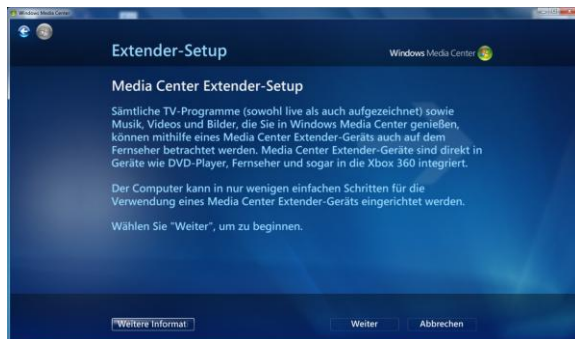 Windows Media Center
Extender-Setup
Windows Media Center
Media Center Extender-Setup
Sämtliche TV-Programme (sowohl live als auch aufgezeichnet) sowie
Musik, Videos und Bilder, die Sie in Windows Media Center genießen,
können mithilfe eines Media Center Extender-Geräts auch auf dem
Fernseher betrachtet werden. Media Center Extender-Geräte sind direkt in
Geräte wie DVD-Player, Fernseher und sogar in die Xbox 360 integriert.
Der Computer kann in nur wenigen einfachen Schritten für die
Verwendung eines Media Center Extender-Geräts eingerichtet werden.
Wählen Sie "Weiter", um zu beginnen.
Weitere Informat
Weiter
Abbrechen